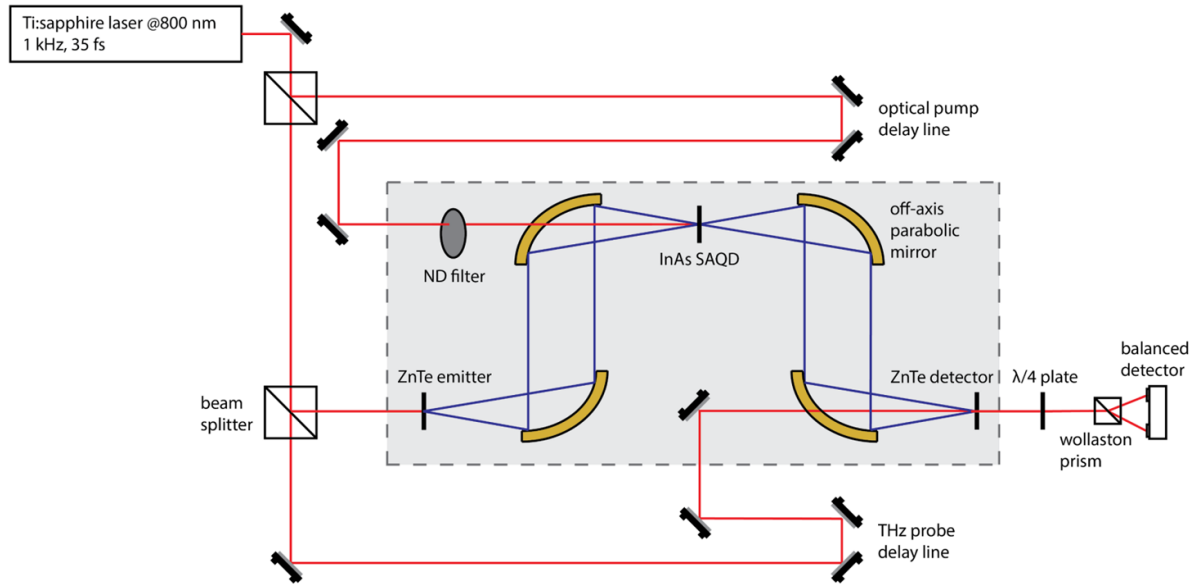 Ti:sapphire laser @800 nm
1 kHz, 35 fs
optical pump
delay line
off-axis
parabolic
mirror
InAs SAQD
ND filter
ZnTe emitter
ZnTe detector
λ/4 plate
balanced
detector
beam
splitter
wollaston
prism
THz probe
delay line